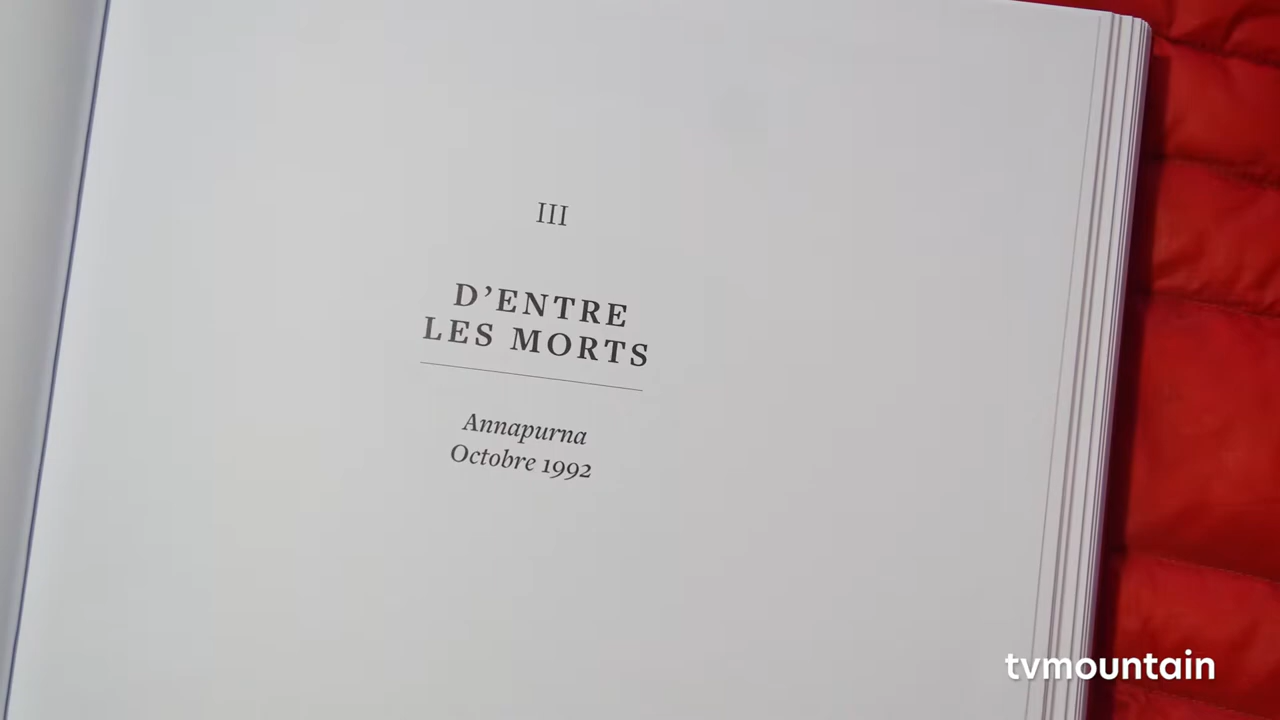 III
D’ENTRE
LES MORTS
Annapurna
Octobre 1992
tvmountain